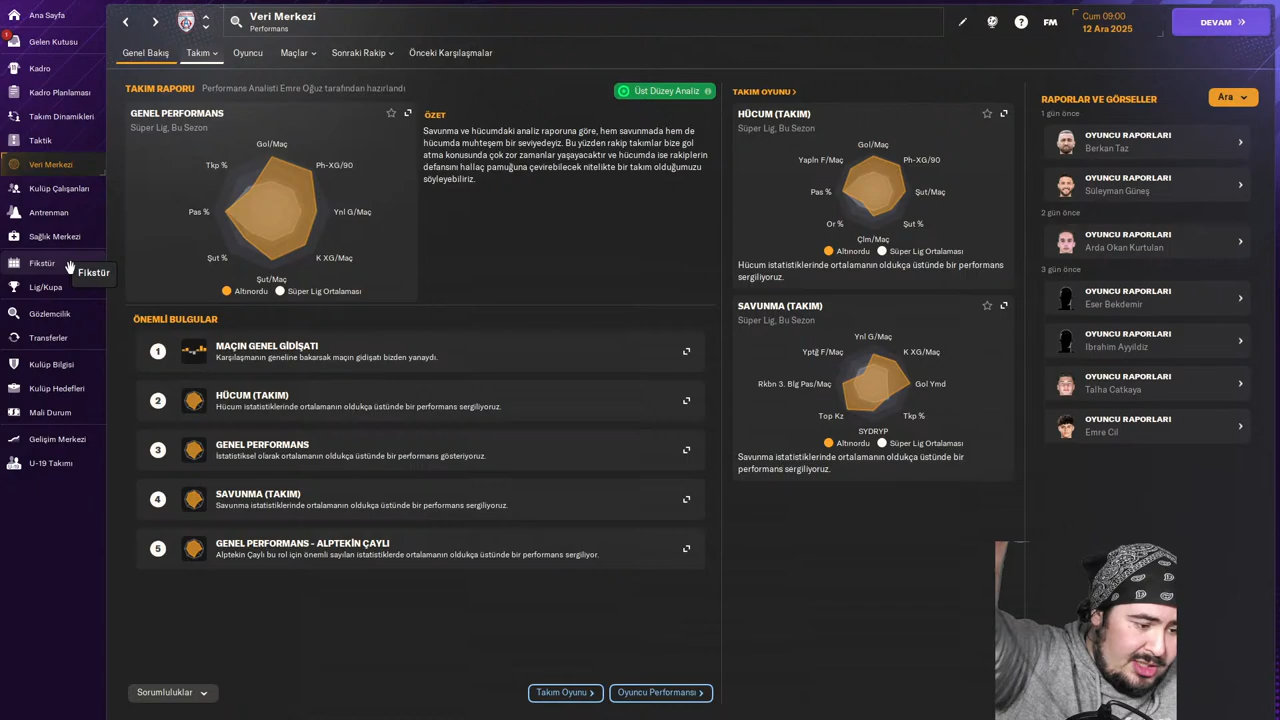 Ana Sayfa
1
Gelen Kutusu
Kadro
Kadro Planlaması
Takım Dinamikleri
Taktik
Veri Merkezi
Kulüp Çalışanları
Antrenman
Sağlık Merkezi
Fikstür
Fikstür
Lig/Kupa
Gözlemcilik
Transferler
Kulüp Bilgisi
Kulüp Hedefleri
Mali Durum
Gelişim Merkezi
U-19 Takımı
Veri Merkezi
Performans
FM
Cum 09:00
12 Ara 2025
DEVAM
Genel Bakış
Takım
Oyuncu
Maçlar
Sonraki Rakip
Önceki Karşılaşmalar
TAKIM RAPORU
Performans Analisti Emre Oğuz tarafından hazırlandı
Üst Düzey Analiz
GENEL PERFORMANS
Süper Lig, Bu Sezon
Gol/Maç
Tkp %
Ph-XG/90
Pas %
Ynl G/Maç
Şut %
K XG/Maç
Şut/Maç
Altınordu
Süper Lig Ortalaması
ÖZET
Savunma ve hücumdaki analiz raporuna göre, hem savunmada hem de
hücumda muhteşem bir seviyedeyiz. Bu yüzden rakip takımlar bize gol
atma konusunda çok zor zamanlar yaşayacaktır ve hücumda ise rakiplerin
defansını hallaç pamuğuna çevirebilecek nitelikte bir takım olduğumuzu
söyleyebiliriz.
ÖNEMLİ BULGULAR
1
MAÇIN GENEL GİDİŞATI
Karşılaşmanın geneline bakarsak maçın gidişatı bizden yanaydı.
2
HÜCUM (TAKIM)
Hücum istatistiklerinde ortalamanın oldukça üstünde bir performans sergiliyoruz.
3
GENEL PERFORMANS
İstatistiksel olarak ortalamanın oldukça üstünde bir performans gösteriyoruz.
4
SAVUNMA (TAKIM)
Savunma istatistiklerinde ortalamanın oldukça üstünde bir performans sergiliyoruz.
5
GENEL PERFORMANS - ALPTEKİN ÇAYLI
Alptekin Çaylı bu rol için önemli sayılan istatistiklerde ortalamanın oldukça üstünde bir performans sergiliyor.
Sorumluluklar
Takım Oyunu
Oyuncu Performansı
TAKIM OYUNU
HÜCUM (TAKIM)
Süper Lig, Bu Sezon
Gol/Maç
Yapln F/Maç
Ph-XG/90
Pas %
Şut/Maç
Or %
Şut %
Çlm/Maç
Altınordu
Süper Lig Ortalaması
Hücum istatistiklerinde ortalamanın oldukça üstünde bir performans
sergiliyoruz.
SAVUNMA (TAKIM)
Süper Lig, Bu Sezon
Ynl G/Maç
Yptğ F/Maç
K XG/Maç
Rkbn 3. Blg Pas/Maç
Gol Ymd
Top Kz
Tkp %
SYDRYP
Altınordu
Süper Lig Ortalaması
Savunma istatistiklerinde ortalamanın oldukça üstünde bir
performans sergiliyoruz.
RAPORLAR VE GÖRSELLER
Ara
1 gün önce
OYUNCU RAPORLARI
Berkan Taz
OYUNCU RAPORLARI
Süleyman Güneş
2 gün önce
OYUNCU RAPORLARI
Arda Okan Kurtulan
3 gün önce
OYUNCU RAPORLARI
Eser Bekdemir
OYUNCU RAPORLARI
Ibrahim Ayyildiz
OYUNCU RAPORLARI
Talha Catkaya
OYUNCU RAPORLARI
Emre Cil